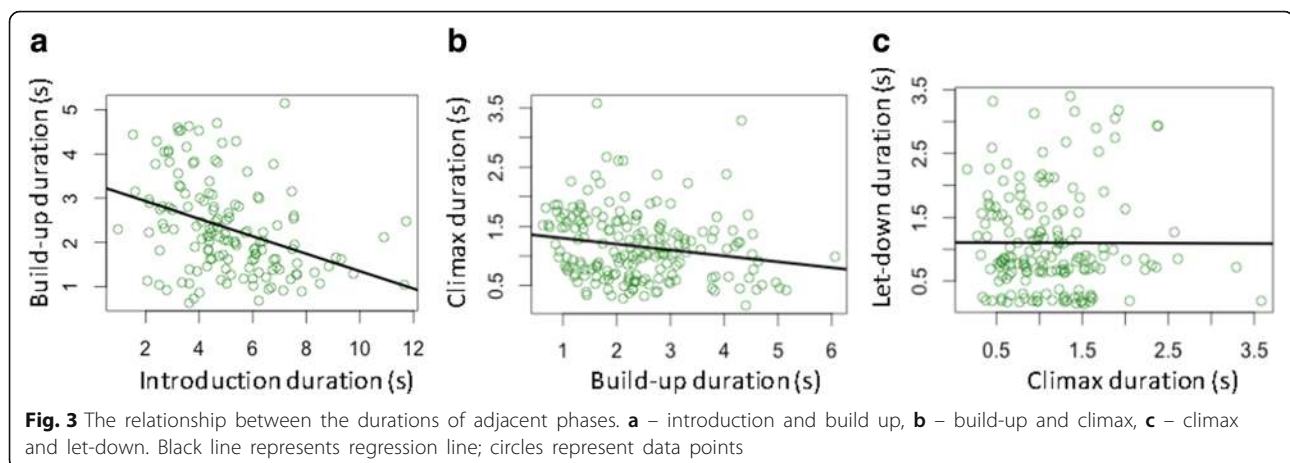 a
b
c
Build-up duration (s)
5
4
3
2
1
2 4 6 8 10 12
Introduction duration (s)
Climax duration (s)
3.5
2.5
1.5
0.5
1 2 3 4 5 6
Build-up duration (s)
Let-down duration (s)
3.5
2.5
1.5
0.5
0.5 1.5 2.5 3.5
Climax duration (s)
Fig. 3 The relationship between the durations of adjacent phases. a – introduction and build up, b – build-up and climax, c – climax
and let-down. Black line represents regression line; circles represent data points